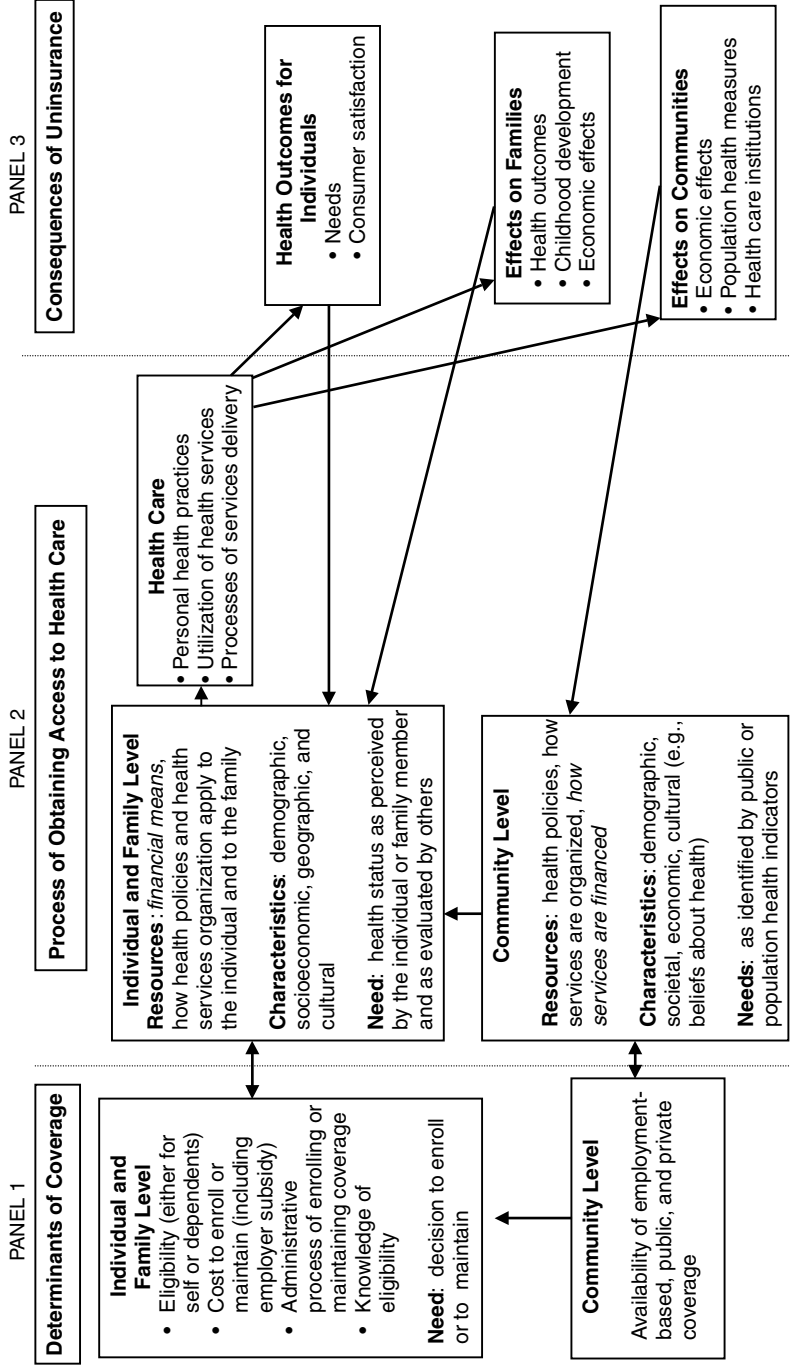 PANEL 1
Determinants of Coverage
Individual and
Family Level
• Eligibility (either for
self or dependents)
• Cost to enroll or
maintain (including
employer subsidy)
• Administrative
process of enrolling or
maintaining coverage
• Knowledge of
eligibility
Need: decision to enroll
or to maintain
Community Level
Availability of employment-
based, public, and private
coverage
PANEL 2
Process of Obtaining Access to Health Care
Individual and Family Level
Resources : financial means,
how health policies and health
services organization apply to
the individual and to the family
Characteristics: demographic,
socioeconomic, geographic, and
cultural
Need: health status as perceived
by the individual or family member
and as evaluated by others
Community Level
Resources: health policies, how
services are organized, how
services are financed
Characteristics: demographic,
societal, economic, cultural (e.g.,
beliefs about health)
Needs: as identified by public or
population health indicators
Health Care
• Personal health practices
• Utilization of health services
• Processes of services delivery
PANEL 3
Consequences of Uninsurance
Health Outcomes for
Individuals
• Needs
• Consumer satisfaction
Effects on Families
• Health outcomes
• Childhood development
• Economic effects
Effects on Communities
• Economic effects
• Population health measures
• Health care institutions